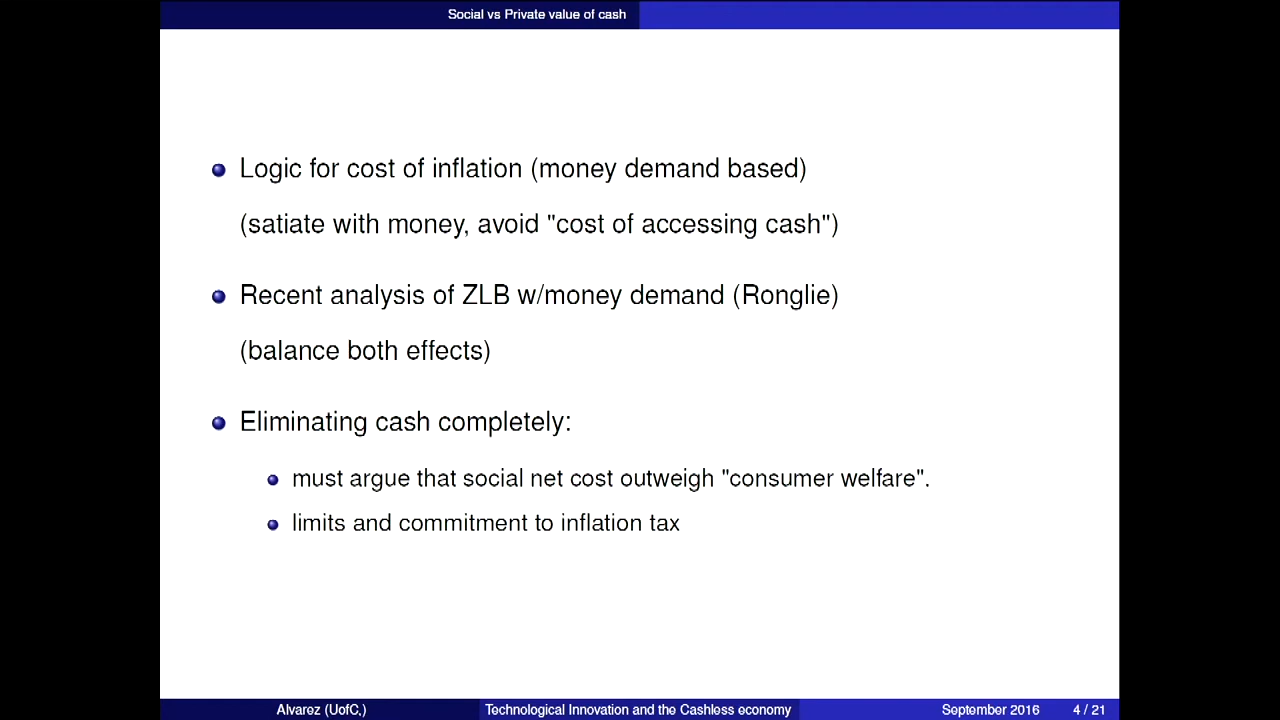 Social vs Private value of cash
Logic for cost of inflation (money demand based)
(satiate with money, avoid "cost of accessing cash")
Recent analysis of ZLB w/money demand (Ronglie)
(balance both effects)
Eliminating cash completely:
must argue that social net cost outweigh "consumer welfare".
limits and commitment to inflation tax
Alvarez (UofC,)
Technological Innovation and the Cashless economy
September 2016
4 / 21